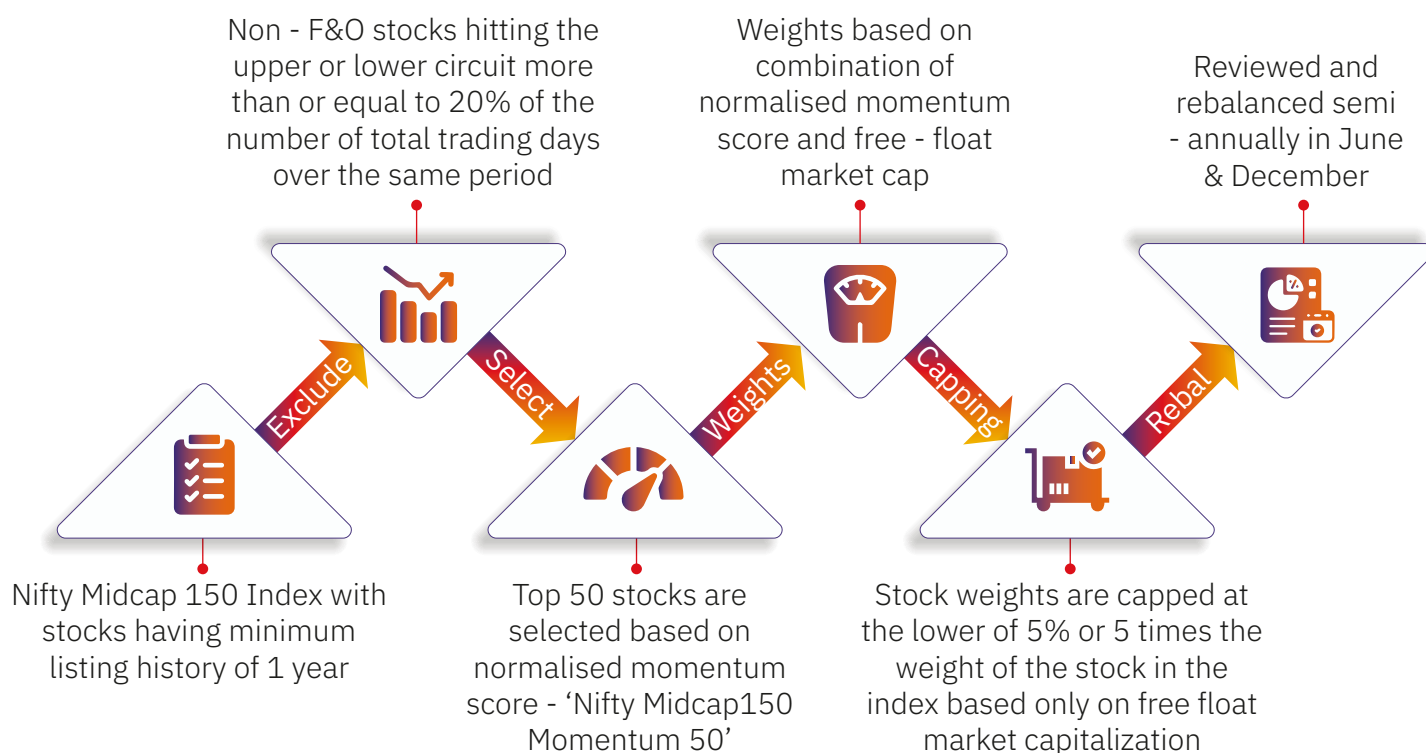 Non - F&O stocks hitting the
upper or lower circuit more
than or equal to 20% of the
number of total trading days
over the same period
Weights based on
combination of
normalised momentum
score and free - float
market cap
Reviewed and
rebalanced semi
- annually in June
& December
Exclude
Select
Weights
Capping
Rebal
%
Nifty Midcap 150 Index with
stocks having minimum
listing history of 1 year
Top 50 stocks are
selected based on
normalised momentum
score - ‘Nifty Midcap150
Momentum 50’
Stock weights are capped at
the lower of 5% or 5 times the
weight of the stock in the
index based only on free float
market capitalization